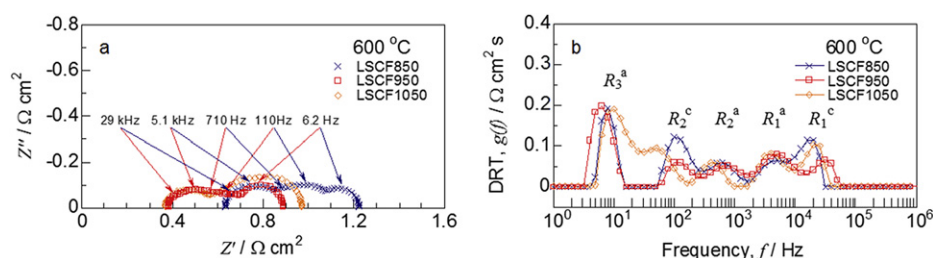 a
600 °C
LSCF850
LSCF950
LSCF1050
29 kHz 5.1 kHz 710 Hz 110Hz 6.2 Hz
-0.8
-0.6
-0.4
-0.2
0
0 0.4 0.8 1.2 1.6
Z'' / Ω cm²
Z' / Ω cm²
b
600 °C
LSCF850
LSCF950
LSCF1050
R₃ᵃ R₂ᶜ R₂ᵃ R₁ᵃ R₁ᶜ
0.4
0.3
0.2
0.1
0
10⁰ 10¹ 10² 10³ 10⁴ 10⁵ 10⁶
DRT, g(f) / Ω cm² s
Frequency, f / Hz